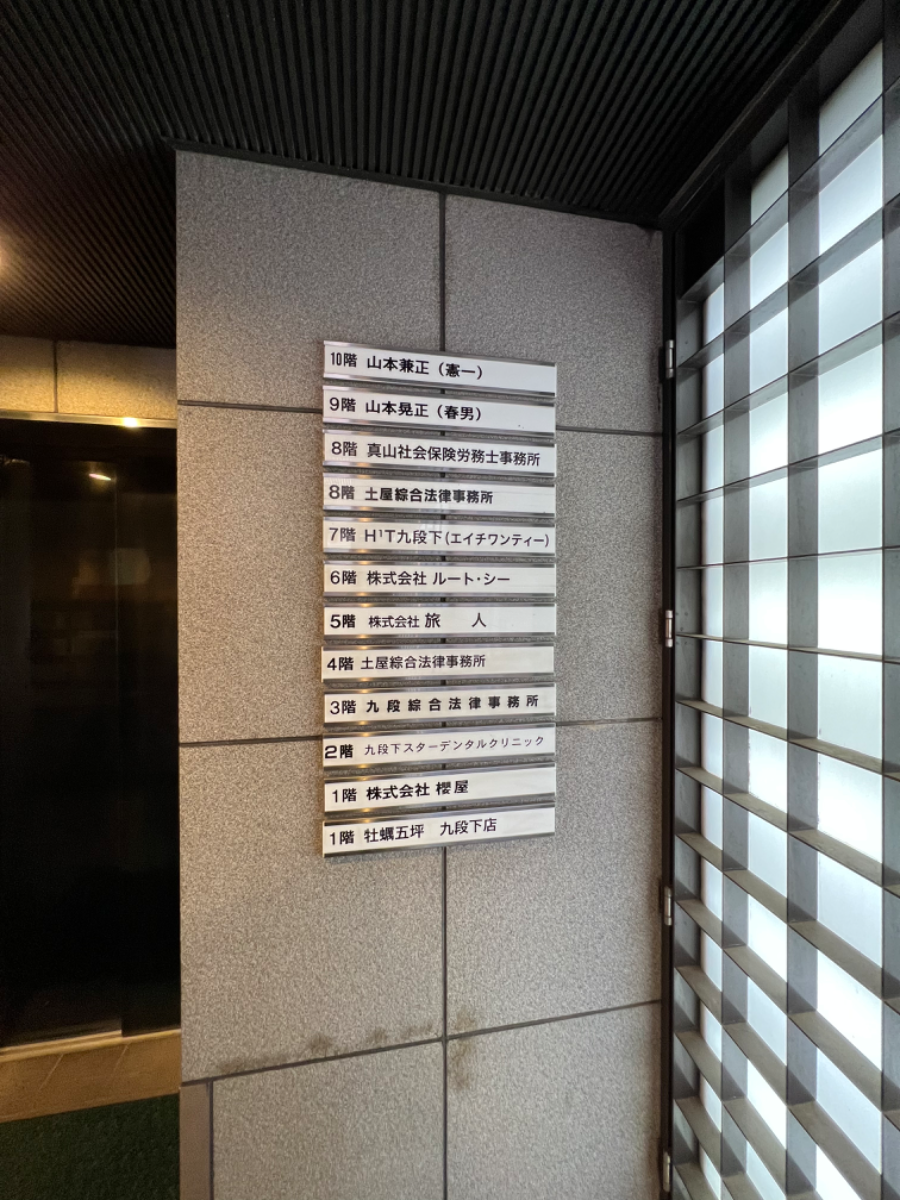 10階 山本兼正（憲一）
9階 山本晃正（春男）
8階 真山社会保険労務士事務所
8階 土屋綜合法律事務所
7階 H¹T九段下(エイチワンティー)
6階 株式会社 ルート・シー
5階 株式会社 旅 人
4階 土屋綜合法律事務所
3階 九段綜合法律事務所
2階 九段下スターデンタルクリニック
1階 株式会社 櫻屋
1階 牡蠣五坪 九段下店